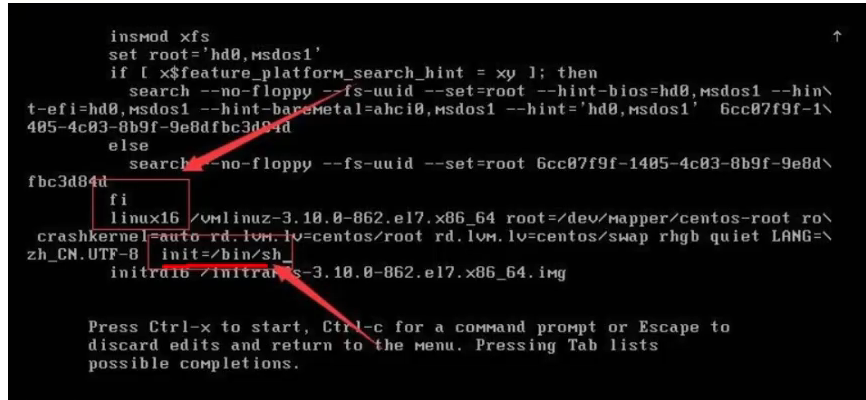 insmod xfs
set root='hd0,msdos1'
if [ x$feature_platform_search_hint = xy ]; then
search --no-floppy --fs-uuid --set=root --hint-bios=hd0,msdos1 --hin\
t-efi=hd0,msdos1 --hint-baremetal=ahci0,msdos1 --hint='hd0,msdos1' 6cc07f9f-1\
405-4c03-8b9f-9e8dfbc3d84d
else
search --no-floppy --fs-uuid --set=root 6cc07f9f-1405-4c03-8b9f-9e8d\
fbc3d84d
fi
linux16 /vmlinuz-3.10.0-862.el7.x86_64 root=/dev/mapper/centos-root ro\
crashkernel=auto rd.lvm.lv=centos/root rd.lvm.lv=centos/swap rhgb quiet LANG=\
zh_CN.UTF-8 init=/bin/sh_
initrd16 /initramfs-3.10.0-862.el7.x86_64.img
Press Ctrl-x to start, Ctrl-c for a command prompt or Escape to
discard edits and return to the menu. Pressing Tab lists
possible completions.